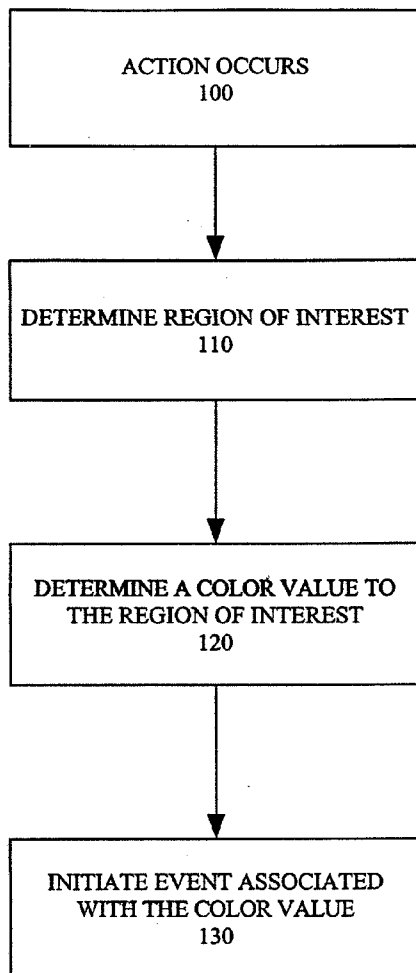 ACTION OCCURS
100
DETERMINE REGION OF INTEREST
110
DETERMINE A COLOR VALUE TO
THE REGION OF INTEREST
120
INITIATE EVENT ASSOCIATED
WITH THE COLOR VALUE
130